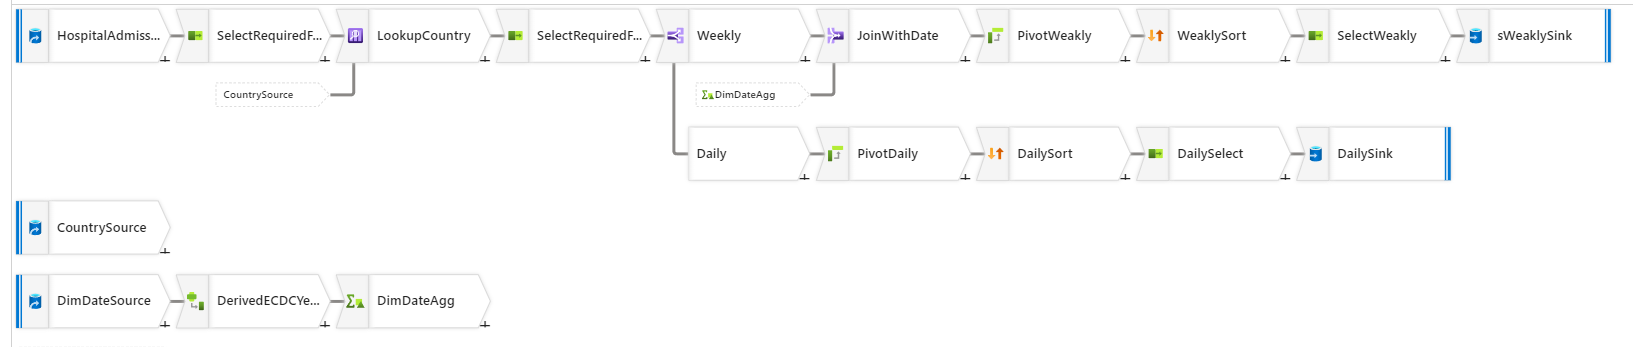 HospitalAdmiss...
SelectRequiredF...
LookupCountry
SelectRequiredF...
Weekly
JoinWithDate
PivotWeekly
WeaklySort
SelectWeakly
sWeaklySink
CountrySource
DimDateAgg
Daily
PivotDaily
DailySort
DailySelect
DailySink
CountrySource
DimDateSource
DerivedECDCYe...
DimDateAgg